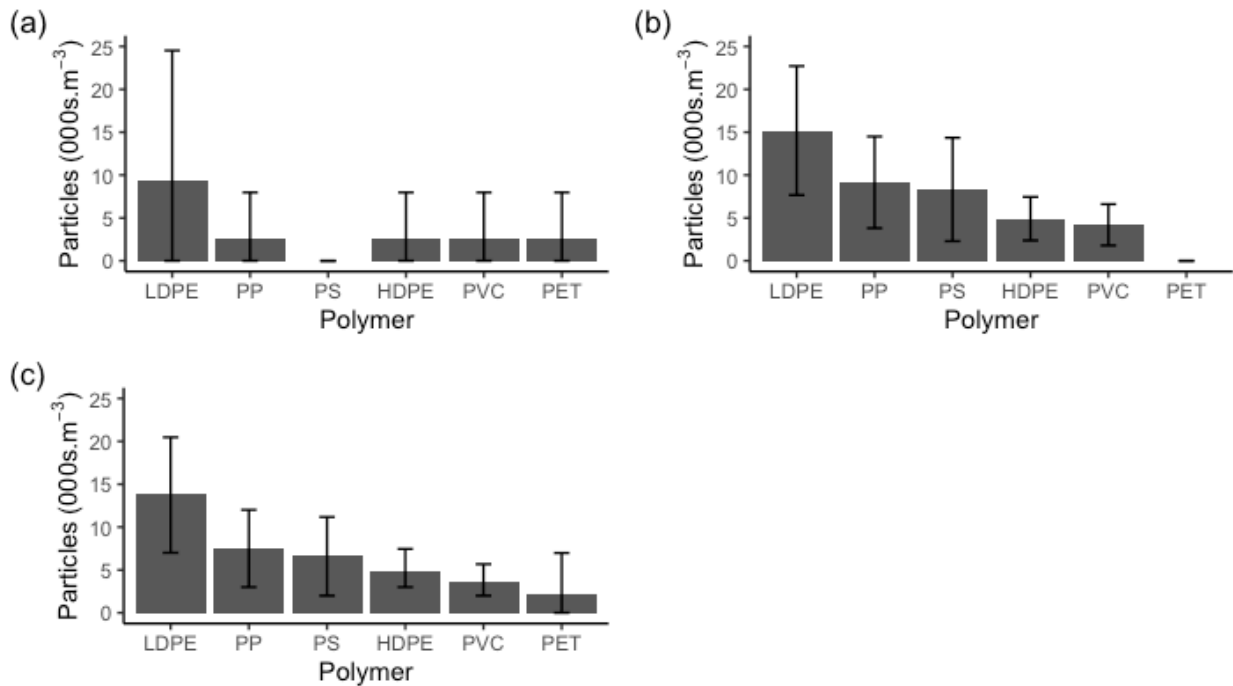 (a)
Particles (000s.m⁻³)
25
20
15
10
5
0
LDPE PP PS HDPE PVC PET
Polymer
(b)
Particles (000s.m⁻³)
25
20
15
10
5
0
LDPE PP PS HDPE PVC PET
Polymer
(c)
Particles (000s.m⁻³)
25
20
15
10
5
0
LDPE PP PS HDPE PVC PET
Polymer